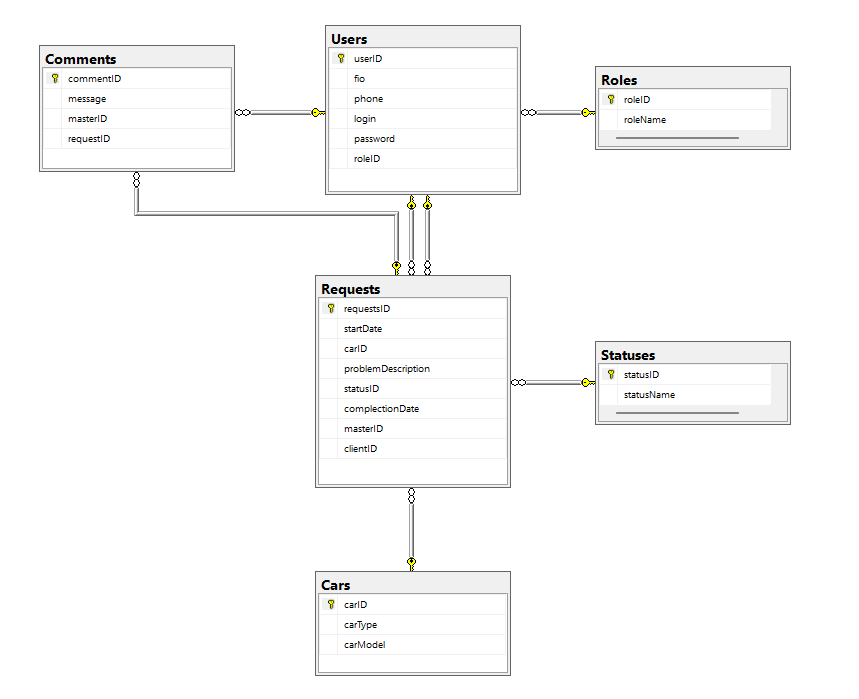 Comments
commentID
message
masterID
requestID
Users
userID
fio
phone
login
password
roleID
Roles
roleID
roleName
Requests
requestsID
startDate
carID
problemDescription
statusID
complectionDate
masterID
clientID
Statuses
statusID
statusName
Cars
carID
carType
carModel